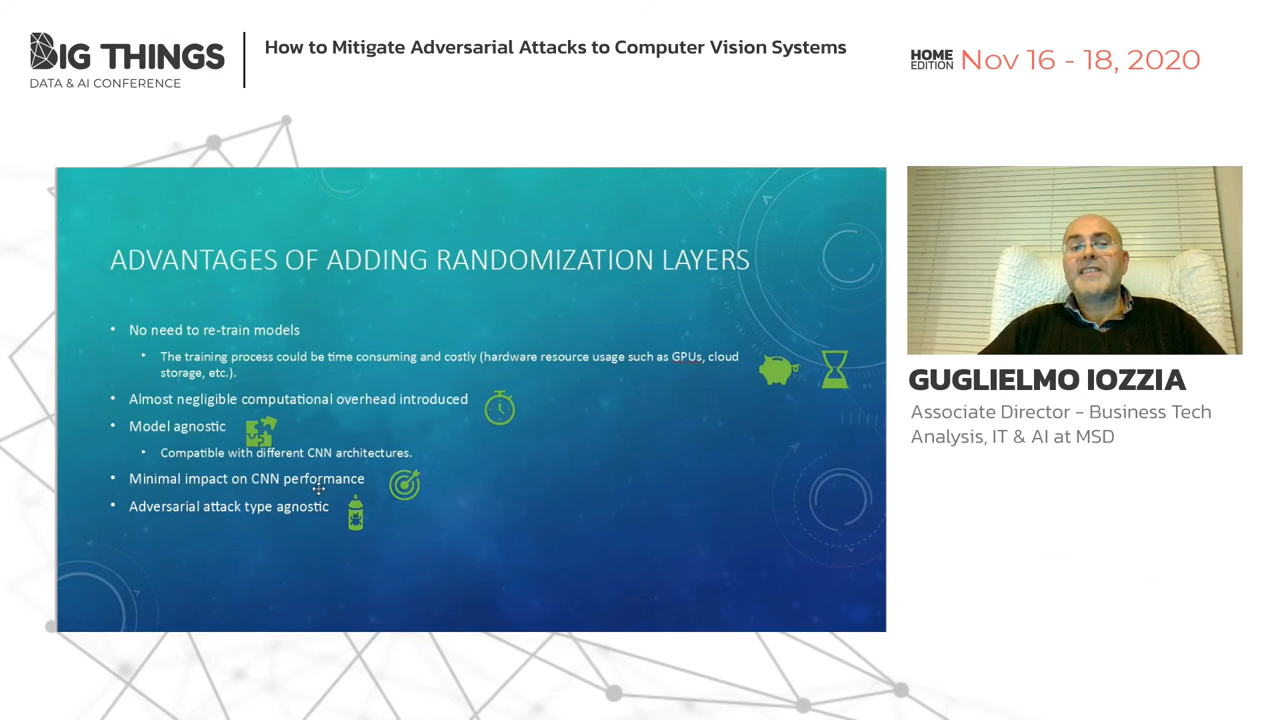 BIG THINGS
DATA & AI CONFERENCE
How to Mitigate Adversarial Attacks to Computer Vision Systems
HOME
EDITION
Nov 16 - 18, 2020
ADVANTAGES OF ADDING RANDOMIZATION LAYERS
• No need to re-train models
• The training process could be time consuming and costly (hardware resource usage such as GPUs, cloud
storage, etc.).
• Almost negligible computational overhead introduced
• Model agnostic
• Compatible with different CNN architectures.
• Minimal impact on CNN performance
• Adversarial attack type agnostic
GUGLIELMO IOZZIA
Associate Director – Business Tech
Analysis, IT & AI at MSD